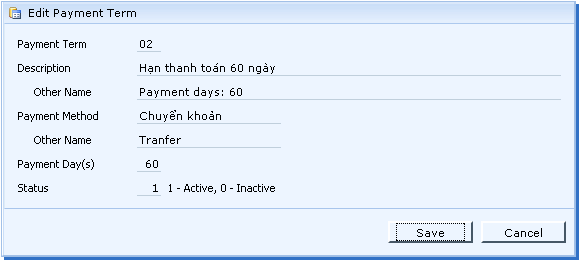 Edit Payment Term
Payment Term 02
Description Hạn thanh toán 60 ngày
Other Name Payment days: 60
Payment Method Chuyển khoản
Other Name Tranfer
Payment Day(s) 60
Status 1 1 - Active, 0 - Inactive
Save Cancel